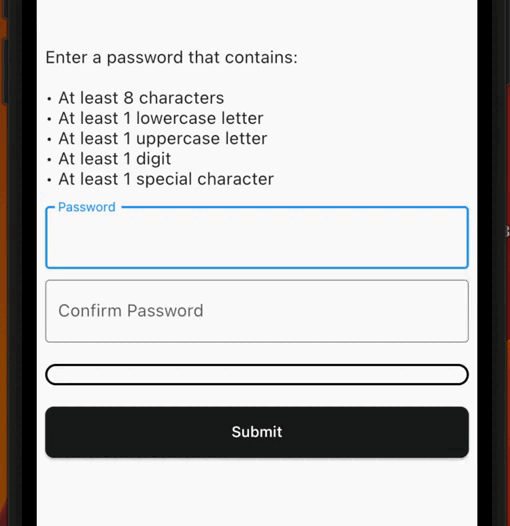 Enter a password that contains:
• At least 8 characters
• At least 1 lowercase letter
• At least 1 uppercase letter
• At least 1 digit
• At least 1 special character
Password
Confirm Password
Submit